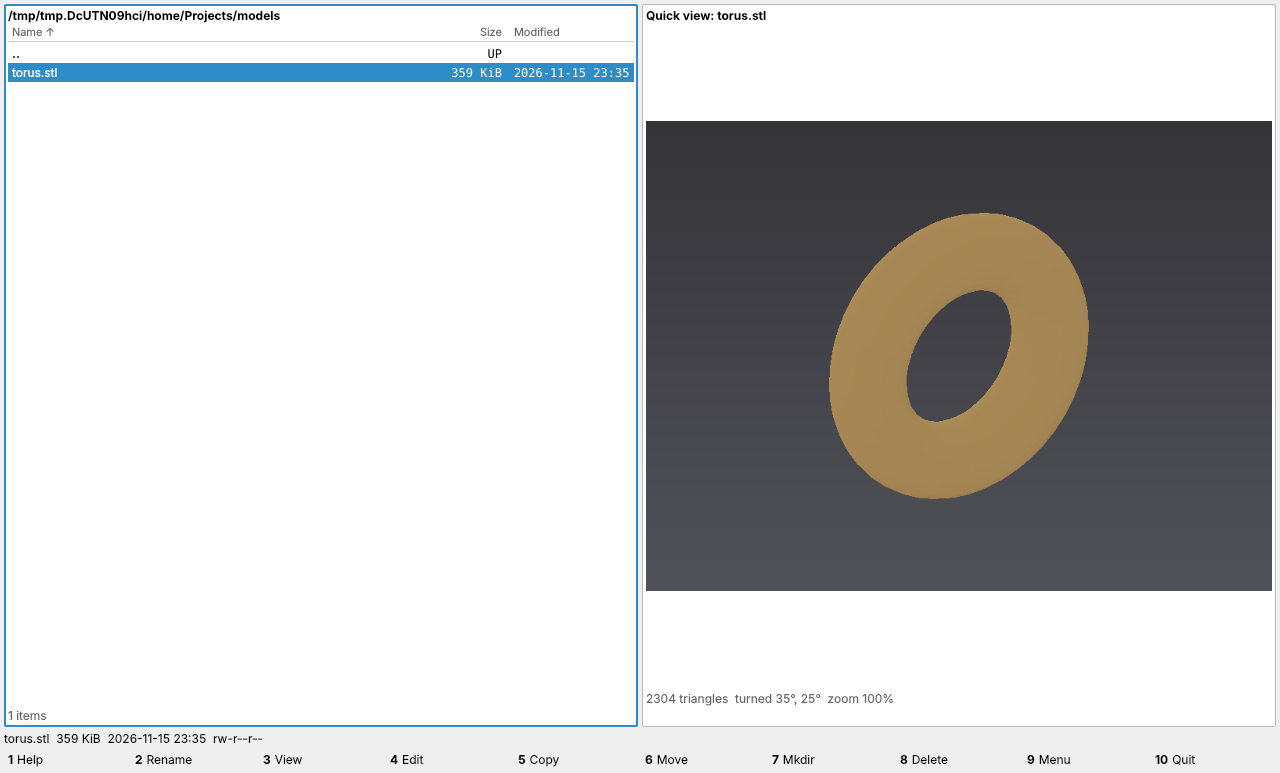 /tmp/tmp.DcUTN09hci/home/Projects/models
Name ↑ Size Modified
.. UP
torus.stl 359 KiB 2026-11-15 23:35
1 items
Quick view: torus.stl
2304 triangles turned 35°, 25° zoom 100%
torus.stl 359 KiB 2026-11-15 23:35 rw-r--r--
1 Help 2 Rename 3 View 4 Edit 5 Copy 6 Move 7 Mkdir 8 Delete 9 Menu 10 Quit